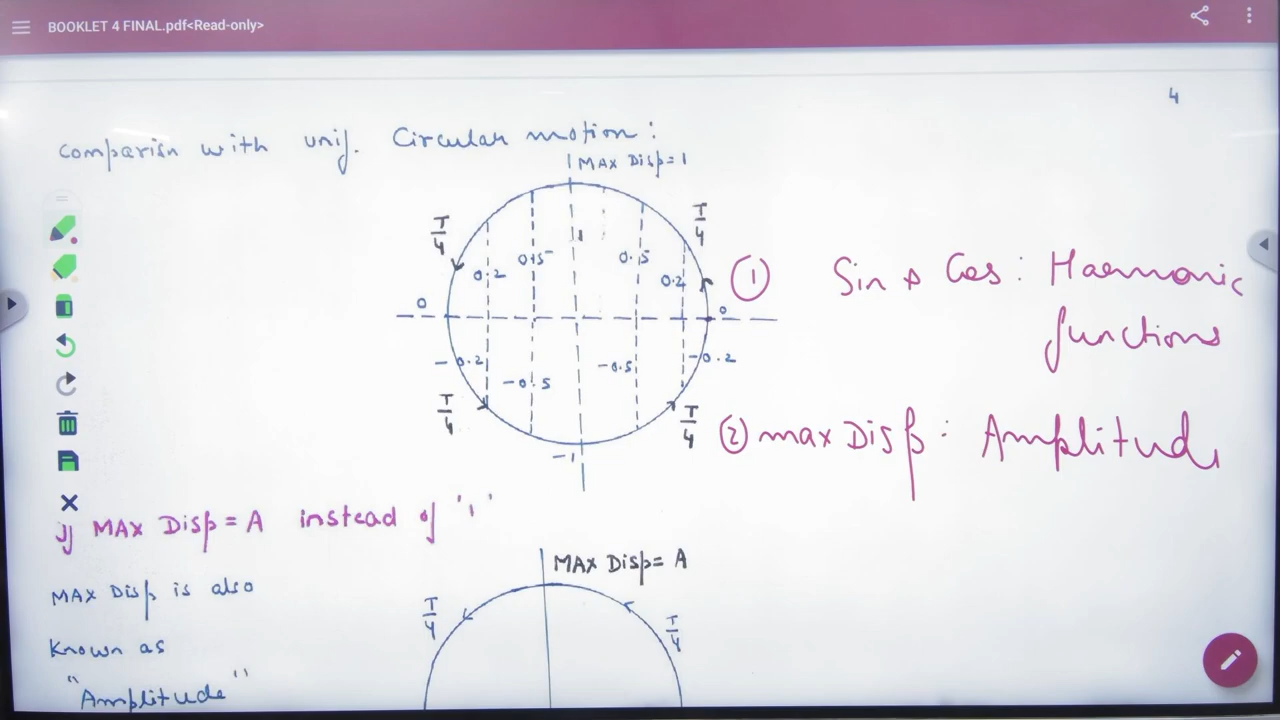 BOOKLET 4 FINAL.pdf<Read-only>
4
Comparisn with unif. Circular motion:
MAX Disp=1
T/4
T/4
1
0.5
0.5
0.2
0.2
0
0
-0.2
-0.2
-0.5
-0.5
T/4
T/4
-1
① Sin & Cos: Harmonic
functions
② max Disp: Amplitude
If MAX Disp = A instead of '1'
MAX Disp = A
MAX Disp is also
T/4
T/4
Known as
"Amplitude"